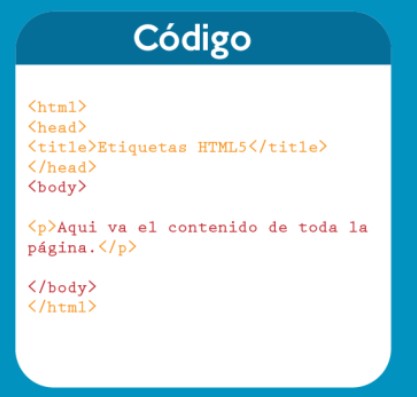 Código
<html>
<head>
<title>Etiquetas HTML5</title>
</head>
<body>
<p>Aqui va el contenido de toda la
página.</p>
</body>
</html>